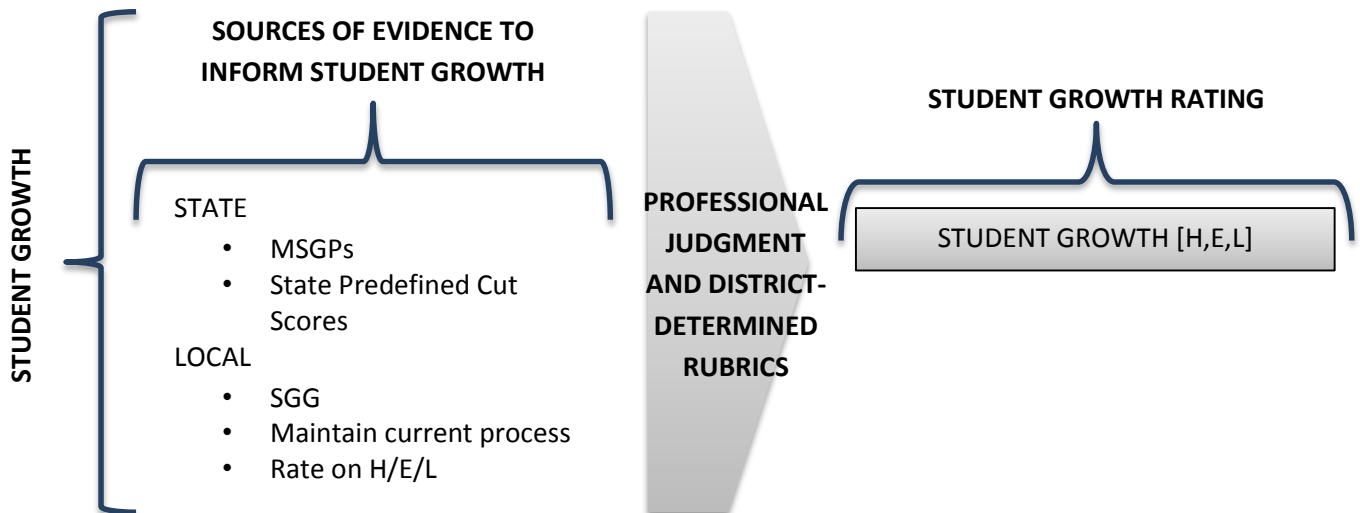 STUDENT GROWTH
SOURCES OF EVIDENCE TO
INFORM STUDENT GROWTH
STATE
• MSGPs
• State Predefined Cut
Scores
LOCAL
• SGG
• Maintain current process
• Rate on H/E/L
PROFESSIONAL
JUDGMENT
AND DISTRICT-
DETERMINED
RUBRICS
STUDENT GROWTH RATING
STUDENT GROWTH [H,E,L]